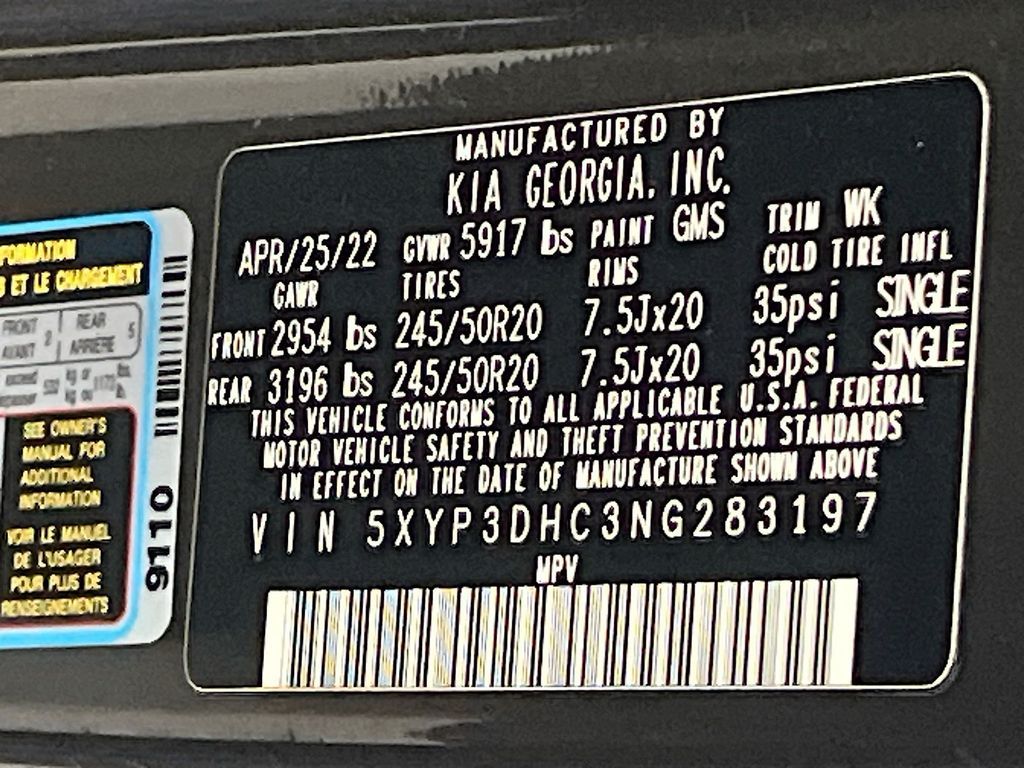 MANUFACTURED BY
KIA GEORGIA, INC.
APR/25/22 GVWR 5917 lbs PAINT GMS TRIM WK
GAWR TIRES RIMS COLD TIRE INFL
FRONT 2954 lbs 245/50R20 7.5Jx20 35psi SINGLE
REAR 3196 lbs 245/50R20 7.5Jx20 35psi SINGLE
THIS VEHICLE CONFORMS TO ALL APPLICABLE U.S.A. FEDERAL
MOTOR VEHICLE SAFETY AND THEFT PREVENTION STANDARDS
IN EFFECT ON THE DATE OF MANUFACTURE SHOWN ABOVE
VIN 5XYP3DHC3NG283197
MPV
ET LE CHARGEMENT
FRONT 2 REAR 5
AVANT ARRIÈRE
SEE OWNER'S
MANUAL FOR
ADDITIONAL
INFORMATION
VOIR LE MANUEL
DE L'USAGER
POUR PLUS DE
RENSEIGNEMENTS
9110